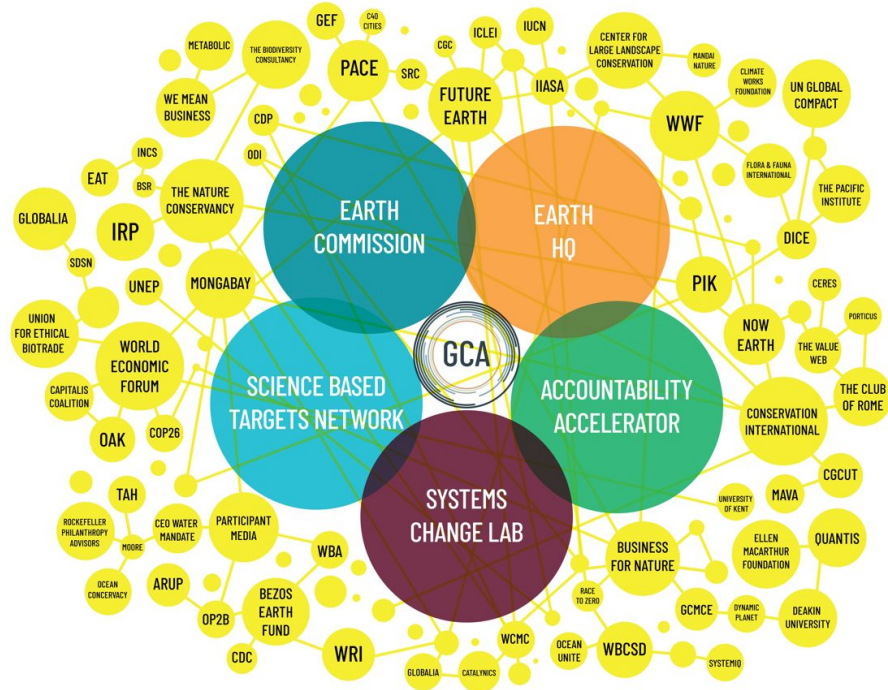 GEF
C40
CITIES
METABOLIC
THE BIODIVERSITY
CONSULTANCY
PACE
SRC
CGC
ICLEI
IUCN
CENTER FOR
LARGE LANDSCAPE
CONSERVATION
MANDAI
NATURE
WE MEAN
BUSINESS
FUTURE
EARTH
IIASA
CLIMATE
WORKS
FOUNDATION
UN GLOBAL
COMPACT
WWF
CDP
ODI
INCS
EAT
BSR
THE NATURE
CONSERVANCY
FLORA & FAUNA
INTERNATIONAL
THE PACIFIC
INSTITUTE
GLOBALIA
IRP
EARTH
COMMISSION
EARTH
HQ
DICE
SDSN
UNEP
MONGABAY
PIK
CERES
PORTICUS
UNION
FOR ETHICAL
BIOTRADE
WORLD
ECONOMIC
FORUM
GCA
NOW
EARTH
THE VALUE
WEB
CAPITALIS
COALITION
SCIENCE BASED
TARGETS NETWORK
ACCOUNTABILITY
ACCELERATOR
THE CLUB
OF ROME
CONSERVATION
INTERNATIONAL
OAK
COP26
TAH
SYSTEMS
CHANGE LAB
MAVA
CGCUT
UNIVERSITY
OF KENT
ROCKEFELLER
PHILANTHROPY
ADVISORS
MOORE
CEO WATER
MANDATE
PARTICIPANT
MEDIA
WBA
BUSINESS
FOR NATURE
ELLEN
MACARTHUR
FOUNDATION
QUANTIS
OCEAN
CONCERVACY
ARUP
OP2B
BEZOS
EARTH
FUND
RACE
TO ZERO
GCMCE
DYNAMIC
PLANET
DEAKIN
UNIVERSITY
CDC
WRI
GLOBALIA
CATALYNICS
WCMC
OCEAN
UNITE
WBCSD
SYSTEMIQ